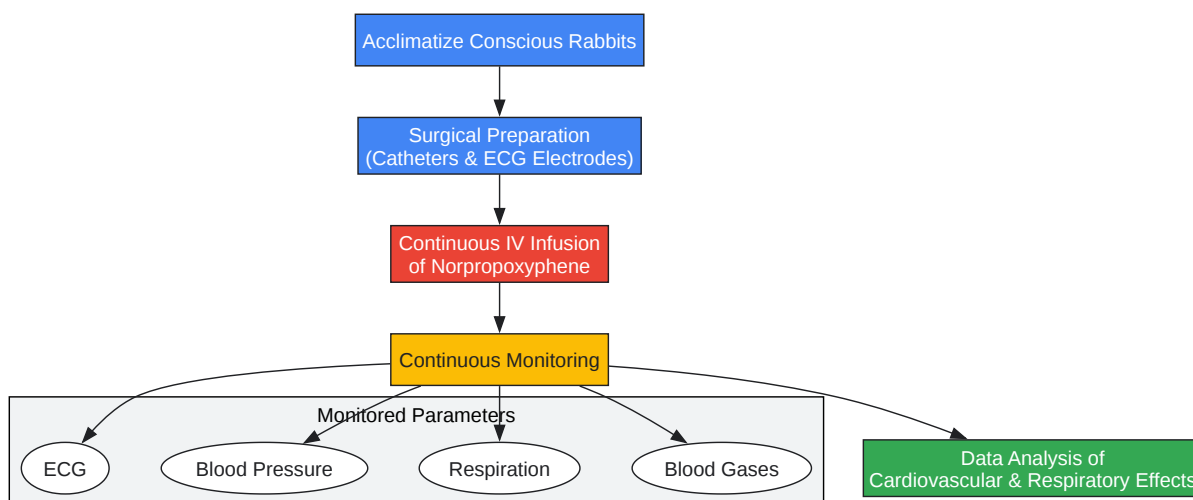 Acclimatize Conscious Rabbits
Surgical Preparation
(Catheters & ECG Electrodes)
Continuous IV Infusion
of Norpropoxyphene
Continuous Monitoring
Monitored Parameters
ECG
Blood Pressure
Respiration
Blood Gases
Data Analysis of
Cardiovascular & Respiratory Effects